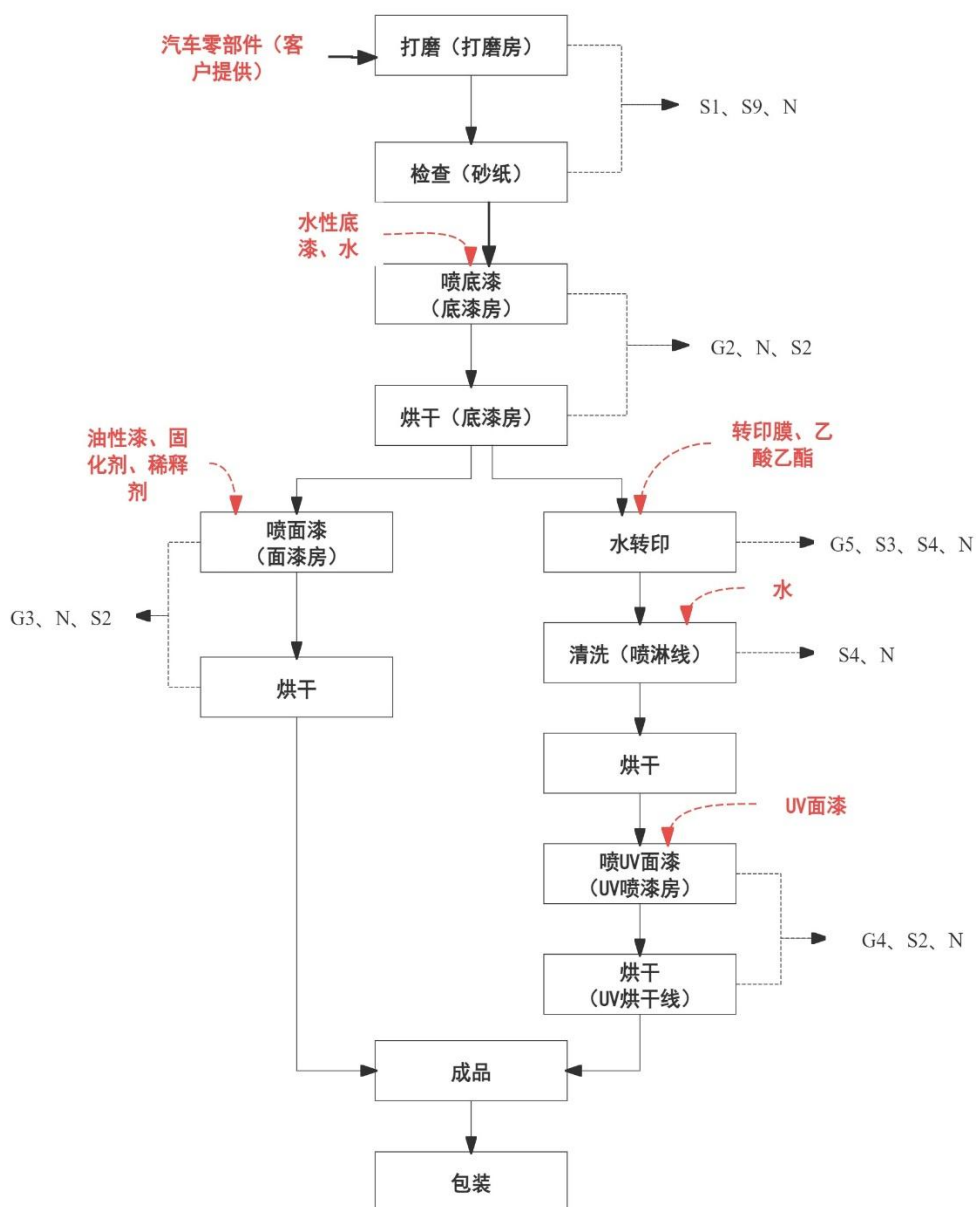 汽车零部件（客
户提供）
打磨（打磨房）
S1、S9、N
检查（砂纸）
水性底
漆、水
喷底漆
（底漆房）
G2、N、S2
烘干（底漆房）
油性漆、固
化剂、稀释
剂
转印膜、乙
酸乙酯
喷面漆
（面漆房）
水转印
G5、S3、S4、N
G3、N、S2
水
清洗（喷淋线）
S4、N
烘干
烘干
UV面漆
喷UV面漆
（UV喷漆房）
G4、S2、N
烘干
（UV烘干线）
成品
包装